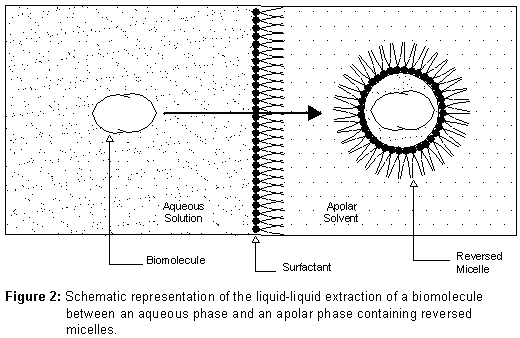 Aqueous
Solution
Apolar
Solvent
Biomolecule
Surfactant
Reversed
Micelle
Figure 2: Schematic representation of the liquid-liquid extraction of a biomolecule
between an aqueous phase and an apolar phase containing reversed
micelles.